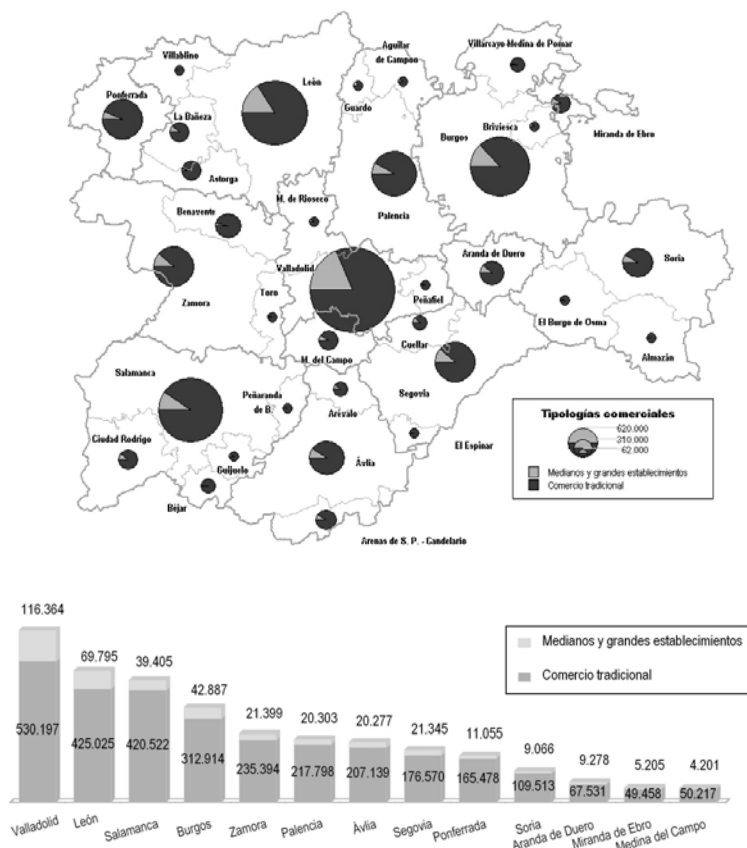 Aguilar
de Campoo
Villarcayo-Medina de Pomar
Villablino
León
Ponferrada
Guardo
La Bañeza
Burgos
Briviesca
Miranda de Ebro
Astorga
M. de Rioseco
Benavente
Palencia
Aranda de Duero
Valladolid
Soria
Peñafiel
Toro
Zamora
El Burgo de Osma
Cuellar
Almazán
M. del Campo
Salamanca
Peñaranda
de B.
Segovia
Arévalo
Tipologías comerciales
620.000
310.000
62.000
Ciudad Rodrigo
El Espinar
Guijuelo
Ávlia
Medianos y grandes establecimientos
Comercio tradicional
Béjar
Arenas de S. P. - Candelario
116.364
69.795
39.405
42.887
21.399
20.303
20.277
21.345
11.055
9.066
9.278
5.205
4.201
Medianos y grandes establecimientos
Comercio tradicional
530.197
425.025
420.522
312.914
235.394
217.798
207.139
176.570
165.478
109.513
67.531
49.458
50.217
Valladolid
León
Salamanca
Burgos
Zamora
Palencia
Ávlia
Segovia
Ponferrada
Soria
Aranda de Duero
Miranda de Ebro
Medina del Campo